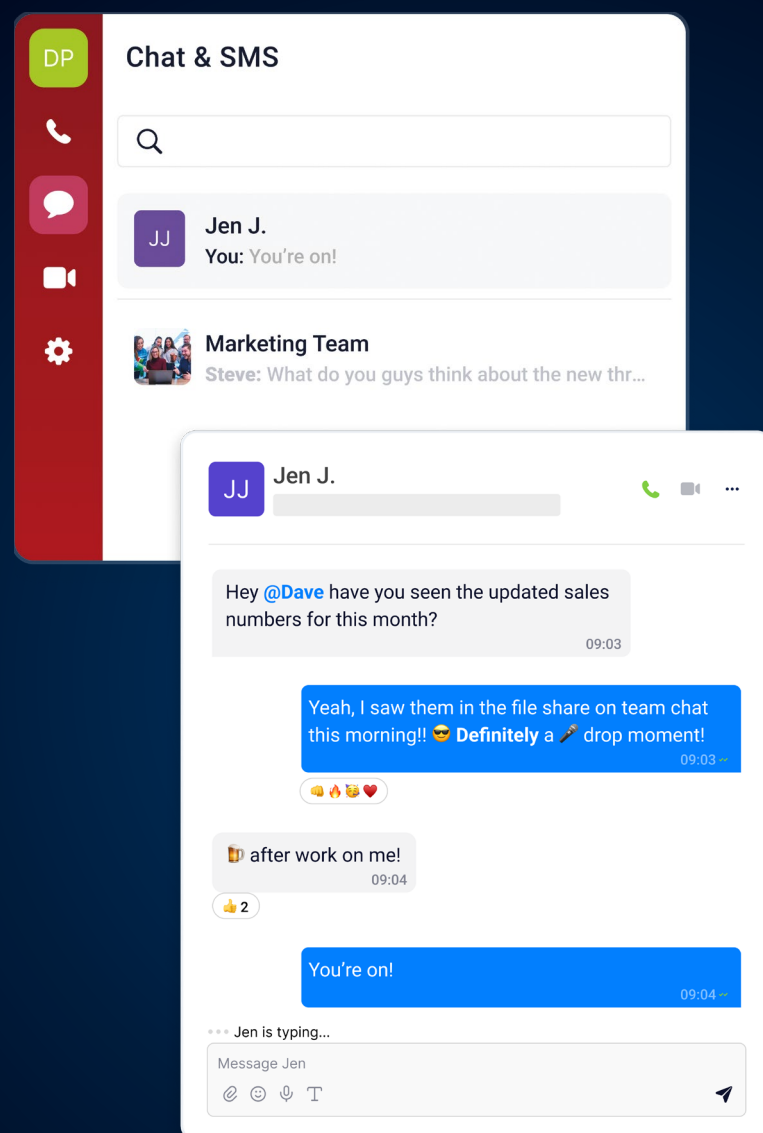 DP
Chat & SMS
JJ
Jen J.
You: You’re on!
Marketing Team
Steve: What do you guys think about the new thr...
JJ
Jen J.
Hey @Dave have you seen the updated sales
numbers for this month?
09:03
Yeah, I saw them in the file share on team chat
this morning!! 😎 Definitely a 🎤 drop moment!
09:03
👊🔥🥳♥️
🍺 after work on me!
09:04
👍 2
You’re on!
09:04
Jen is typing...
Message Jen
T